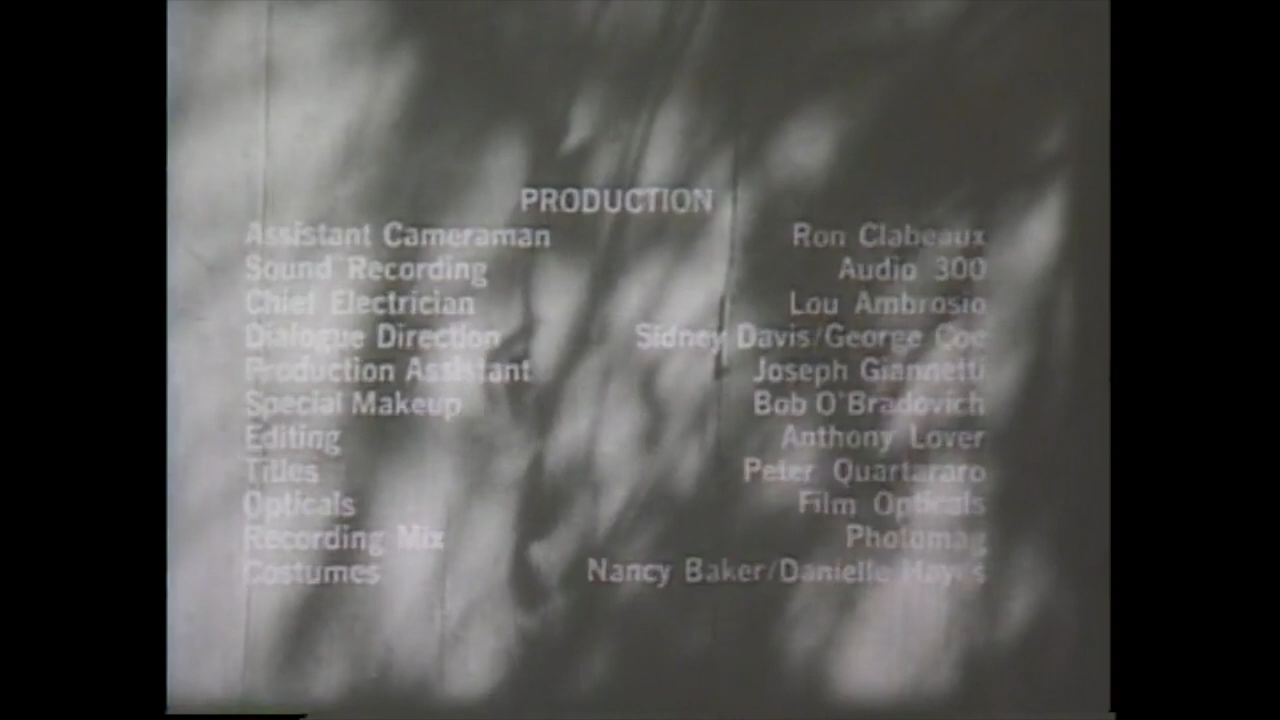 PRODUCTION
Assistant Cameraman Ron Clabeaux
Sound Recording Audio 300
Chief Electrician Lou Ambrosio
Dialogue Direction Sidney Davis/George Coe
Production Assistant Joseph Giannetti
Special Makeup Bob O'Bradovich
Editing Anthony Lover
Titles Peter Quartararo
Opticals Film Opticals
Recording Mix Photomag
Costumes Nancy Baker/Danielle